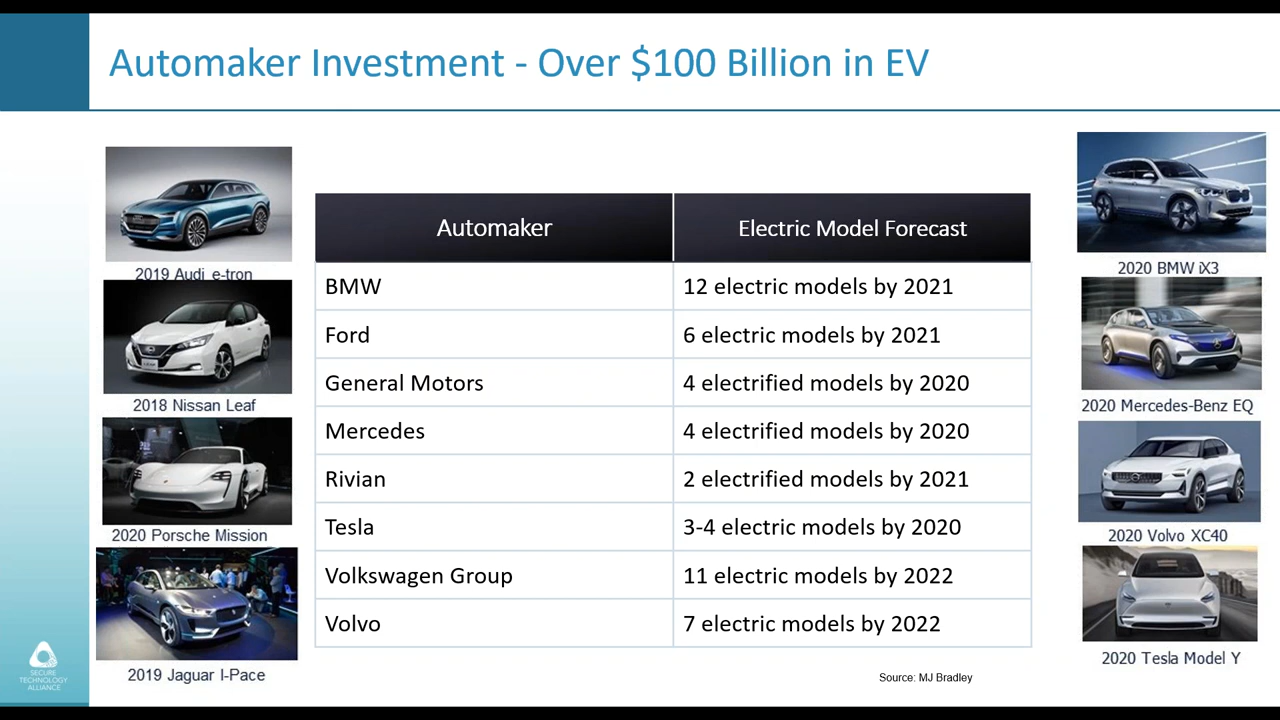 Automaker Investment - Over $100 Billion in EV
2019 Audi e-tron
2018 Nissan Leaf
2020 Porsche Mission
2019 Jaguar I-Pace
Automaker Electric Model Forecast
BMW 12 electric models by 2021
Ford 6 electric models by 2021
General Motors 4 electrified models by 2020
Mercedes 4 electrified models by 2020
Rivian 2 electrified models by 2021
Tesla 3-4 electric models by 2020
Volkswagen Group 11 electric models by 2022
Volvo 7 electric models by 2022
Source: MJ Bradley
2020 BMW iX3
2020 Mercedes-Benz EQ
2020 Volvo XC40
2020 Tesla Model Y
SECURE
TECHNOLOGY
ALLIANCE